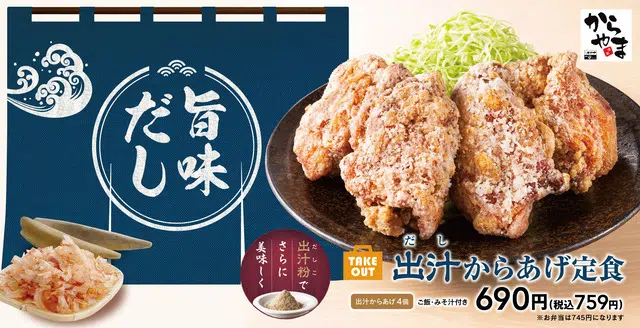 旨味
だし
からやま
出汁粉で
だしこ
さらに
美味しく
TAKE
OUT
だし
出汁からあげ定食
出汁からあげ4個
ご飯・みそ汁付き
690円(税込759円)
※お弁当は745円になります